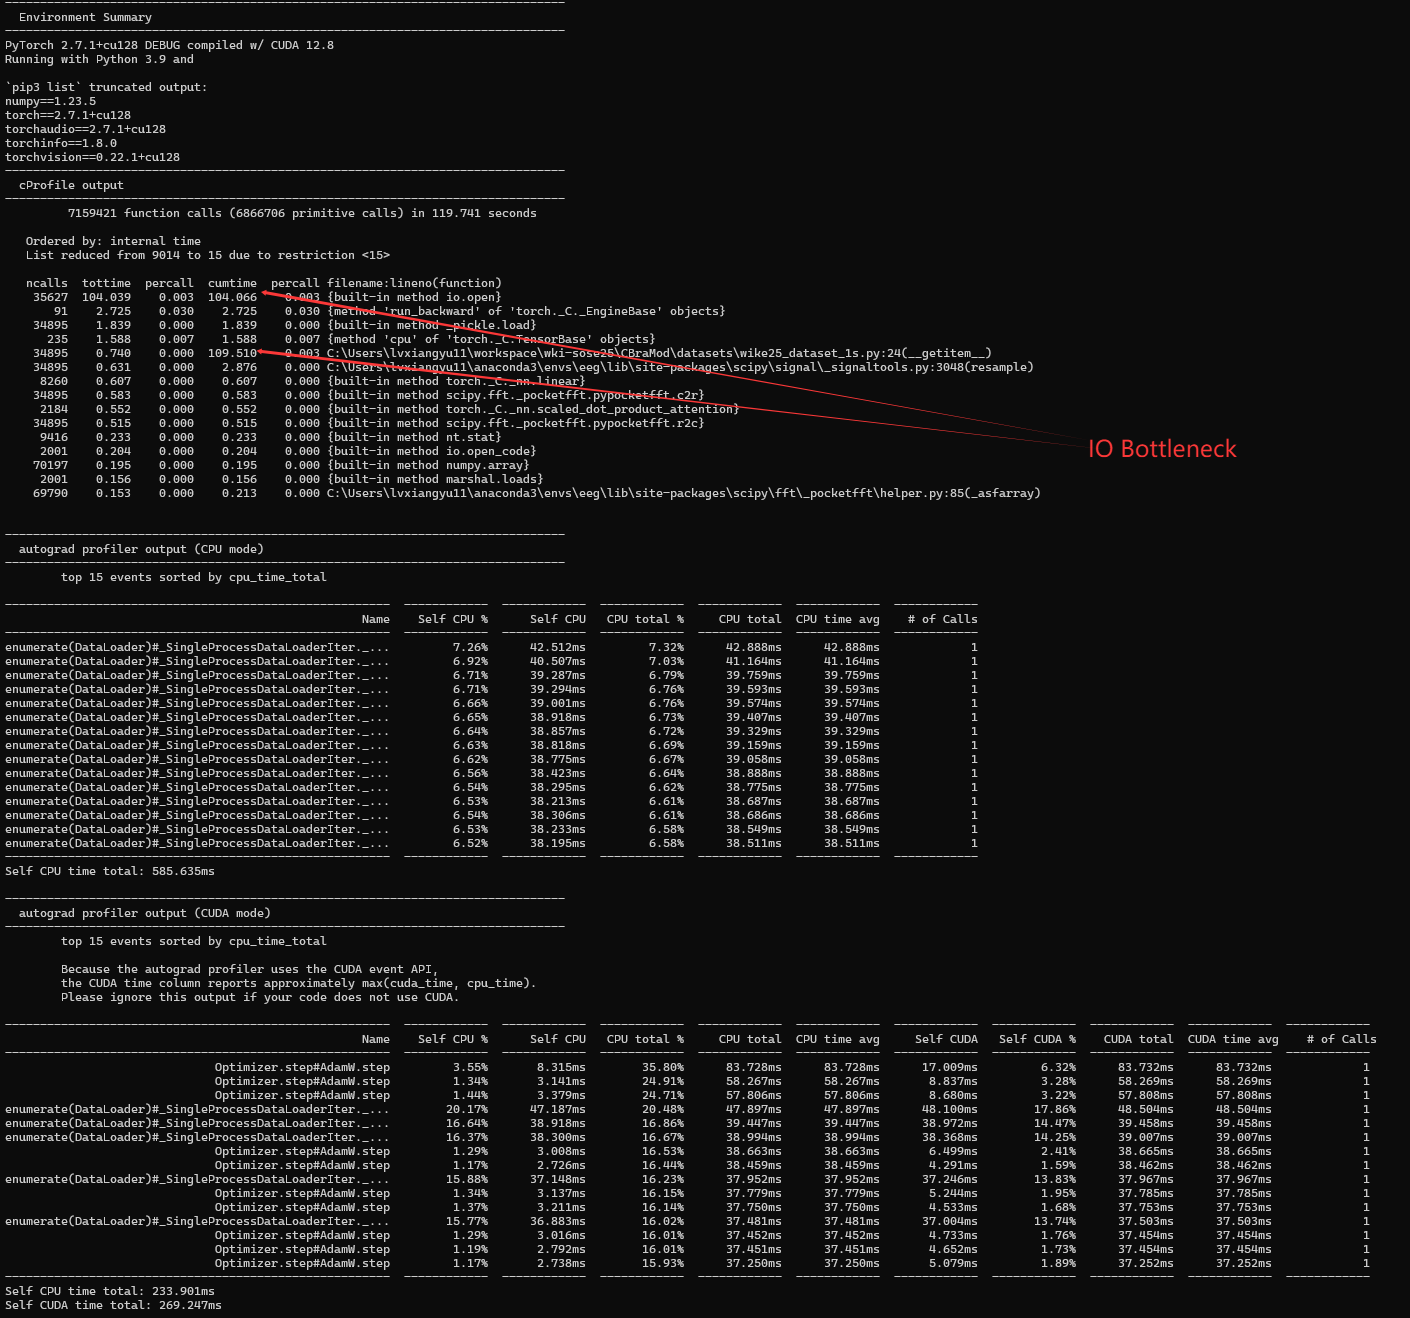 Environment Summary
PyTorch 2.7.1+cu128 DEBUG compiled w/ CUDA 12.8
Running with Python 3.9 and
`pip3 list` truncated output:
numpy==1.23.5
torch==2.7.1+cu128
torchaudio==2.7.1+cu128
torchinfo==1.8.0
torchvision==0.22.1+cu128
cProfile output
7159421 function calls (6866706 primitive calls) in 119.741 seconds
Ordered by: internal time
List reduced from 9014 to 15 due to restriction <15>
ncalls tottime percall cumtime percall filename:lineno(function)
35627 104.039 0.003 104.066 0.003 {built-in method io.open}
91 2.725 0.030 2.725 0.030 {method 'run_backward' of 'torch._C._EngineBase' objects}
34895 1.839 0.000 1.839 0.000 {built-in method _pickle.load}
235 1.588 0.007 1.588 0.007 {method 'cpu' of 'torch._C.TensorBase' objects}
34895 0.740 0.000 109.510 0.003 C:\Users\lvxiangyu11\workspace\wki-sose25\CBraMod\datasets\wike25_dataset_1s.py:24(__getitem__)
34895 0.631 0.000 2.876 0.000 C:\Users\lvxiangyu11\anaconda3\envs\eeg\lib\site-packages\scipy\signal\_signaltools.py:3048(resample)
8260 0.607 0.000 0.607 0.000 {built-in method torch._C._nn.linear}
34895 0.583 0.000 0.583 0.000 {built-in method scipy.fft._pocketfft.pypocketfft.c2r}
2184 0.552 0.000 0.552 0.000 {built-in method torch._C._nn.scaled_dot_product_attention}
34895 0.515 0.000 0.515 0.000 {built-in method scipy.fft._pocketfft.pypocketfft.r2c}
9416 0.233 0.000 0.233 0.000 {built-in method nt.stat}
2001 0.204 0.000 0.204 0.000 {built-in method io.open_code}
70197 0.195 0.000 0.195 0.000 {built-in method numpy.array}
2001 0.156 0.000 0.156 0.000 {built-in method marshal.loads}
69790 0.153 0.000 0.213 0.000 C:\Users\lvxiangyu11\anaconda3\envs\eeg\lib\site-packages\scipy\fft\_pocketfft\helper.py:85(_asfarray)
IO Bottleneck
autograd profiler output (CPU mode)
top 15 events sorted by cpu_time_total
Name Self CPU % Self CPU CPU total % CPU total CPU time avg # of Calls
enumerate(DataLoader)#_SingleProcessDataLoaderIter._... 7.26% 42.512ms 7.32% 42.888ms 42.888ms 1
enumerate(DataLoader)#_SingleProcessDataLoaderIter._... 6.92% 40.507ms 7.03% 41.164ms 41.164ms 1
enumerate(DataLoader)#_SingleProcessDataLoaderIter._... 6.71% 39.287ms 6.79% 39.759ms 39.759ms 1
enumerate(DataLoader)#_SingleProcessDataLoaderIter._... 6.71% 39.294ms 6.76% 39.593ms 39.593ms 1
enumerate(DataLoader)#_SingleProcessDataLoaderIter._... 6.66% 39.001ms 6.76% 39.574ms 39.574ms 1
enumerate(DataLoader)#_SingleProcessDataLoaderIter._... 6.65% 38.918ms 6.73% 39.407ms 39.407ms 1
enumerate(DataLoader)#_SingleProcessDataLoaderIter._... 6.64% 38.857ms 6.72% 39.329ms 39.329ms 1
enumerate(DataLoader)#_SingleProcessDataLoaderIter._... 6.63% 38.818ms 6.69% 39.159ms 39.159ms 1
enumerate(DataLoader)#_SingleProcessDataLoaderIter._... 6.62% 38.775ms 6.67% 39.058ms 39.058ms 1
enumerate(DataLoader)#_SingleProcessDataLoaderIter._... 6.56% 38.423ms 6.64% 38.888ms 38.888ms 1
enumerate(DataLoader)#_SingleProcessDataLoaderIter._... 6.54% 38.295ms 6.62% 38.775ms 38.775ms 1
enumerate(DataLoader)#_SingleProcessDataLoaderIter._... 6.53% 38.213ms 6.61% 38.687ms 38.687ms 1
enumerate(DataLoader)#_SingleProcessDataLoaderIter._... 6.54% 38.306ms 6.61% 38.686ms 38.686ms 1
enumerate(DataLoader)#_SingleProcessDataLoaderIter._... 6.53% 38.233ms 6.58% 38.549ms 38.549ms 1
enumerate(DataLoader)#_SingleProcessDataLoaderIter._... 6.52% 38.195ms 6.58% 38.511ms 38.511ms 1
Self CPU time total: 585.635ms
autograd profiler output (CUDA mode)
top 15 events sorted by cpu_time_total
Because the autograd profiler uses the CUDA event API,
the CUDA time column reports approximately max(cuda_time, cpu_time).
Please ignore this output if your code does not use CUDA.
Name Self CPU % Self CPU CPU total % CPU total CPU time avg Self CUDA Self CUDA % CUDA total CUDA time avg # of Calls
Optimizer.step#AdamW.step 3.55% 8.315ms 35.80% 83.728ms 83.728ms 17.009ms 6.32% 83.732ms 83.732ms 1
Optimizer.step#AdamW.step 1.34% 3.141ms 24.91% 58.267ms 58.267ms 8.837ms 3.28% 58.269ms 58.269ms 1
Optimizer.step#AdamW.step 1.44% 3.379ms 24.71% 57.806ms 57.806ms 8.680ms 3.22% 57.808ms 57.808ms 1
enumerate(DataLoader)#_SingleProcessDataLoaderIter._... 20.17% 47.187ms 20.48% 47.897ms 47.897ms 48.100ms 17.86% 48.504ms 48.504ms 1
enumerate(DataLoader)#_SingleProcessDataLoaderIter._... 16.64% 38.918ms 16.86% 39.447ms 39.447ms 38.972ms 14.47% 39.458ms 39.458ms 1
enumerate(DataLoader)#_SingleProcessDataLoaderIter._... 16.37% 38.300ms 16.67% 38.994ms 38.994ms 38.368ms 14.25% 39.007ms 39.007ms 1
Optimizer.step#AdamW.step 1.29% 3.008ms 16.53% 38.663ms 38.663ms 6.499ms 2.41% 38.665ms 38.665ms 1
Optimizer.step#AdamW.step 1.17% 2.726ms 16.44% 38.459ms 38.459ms 4.291ms 1.59% 38.462ms 38.462ms 1
enumerate(DataLoader)#_SingleProcessDataLoaderIter._... 15.88% 37.148ms 16.23% 37.952ms 37.952ms 37.246ms 13.83% 37.967ms 37.967ms 1
Optimizer.step#AdamW.step 1.34% 3.137ms 16.15% 37.779ms 37.779ms 5.244ms 1.95% 37.785ms 37.785ms 1
Optimizer.step#AdamW.step 1.37% 3.211ms 16.14% 37.750ms 37.750ms 4.533ms 1.68% 37.753ms 37.753ms 1
enumerate(DataLoader)#_SingleProcessDataLoaderIter._... 15.77% 36.883ms 16.02% 37.481ms 37.481ms 37.004ms 13.74% 37.503ms 37.503ms 1
Optimizer.step#AdamW.step 1.29% 3.016ms 16.01% 37.452ms 37.452ms 4.733ms 1.76% 37.454ms 37.454ms 1
Optimizer.step#AdamW.step 1.19% 2.792ms 16.01% 37.451ms 37.451ms 4.652ms 1.73% 37.454ms 37.454ms 1
Optimizer.step#AdamW.step 1.17% 2.738ms 15.93% 37.250ms 37.250ms 5.079ms 1.89% 37.252ms 37.252ms 1
Self CPU time total: 233.901ms
Self CUDA time total: 269.247ms